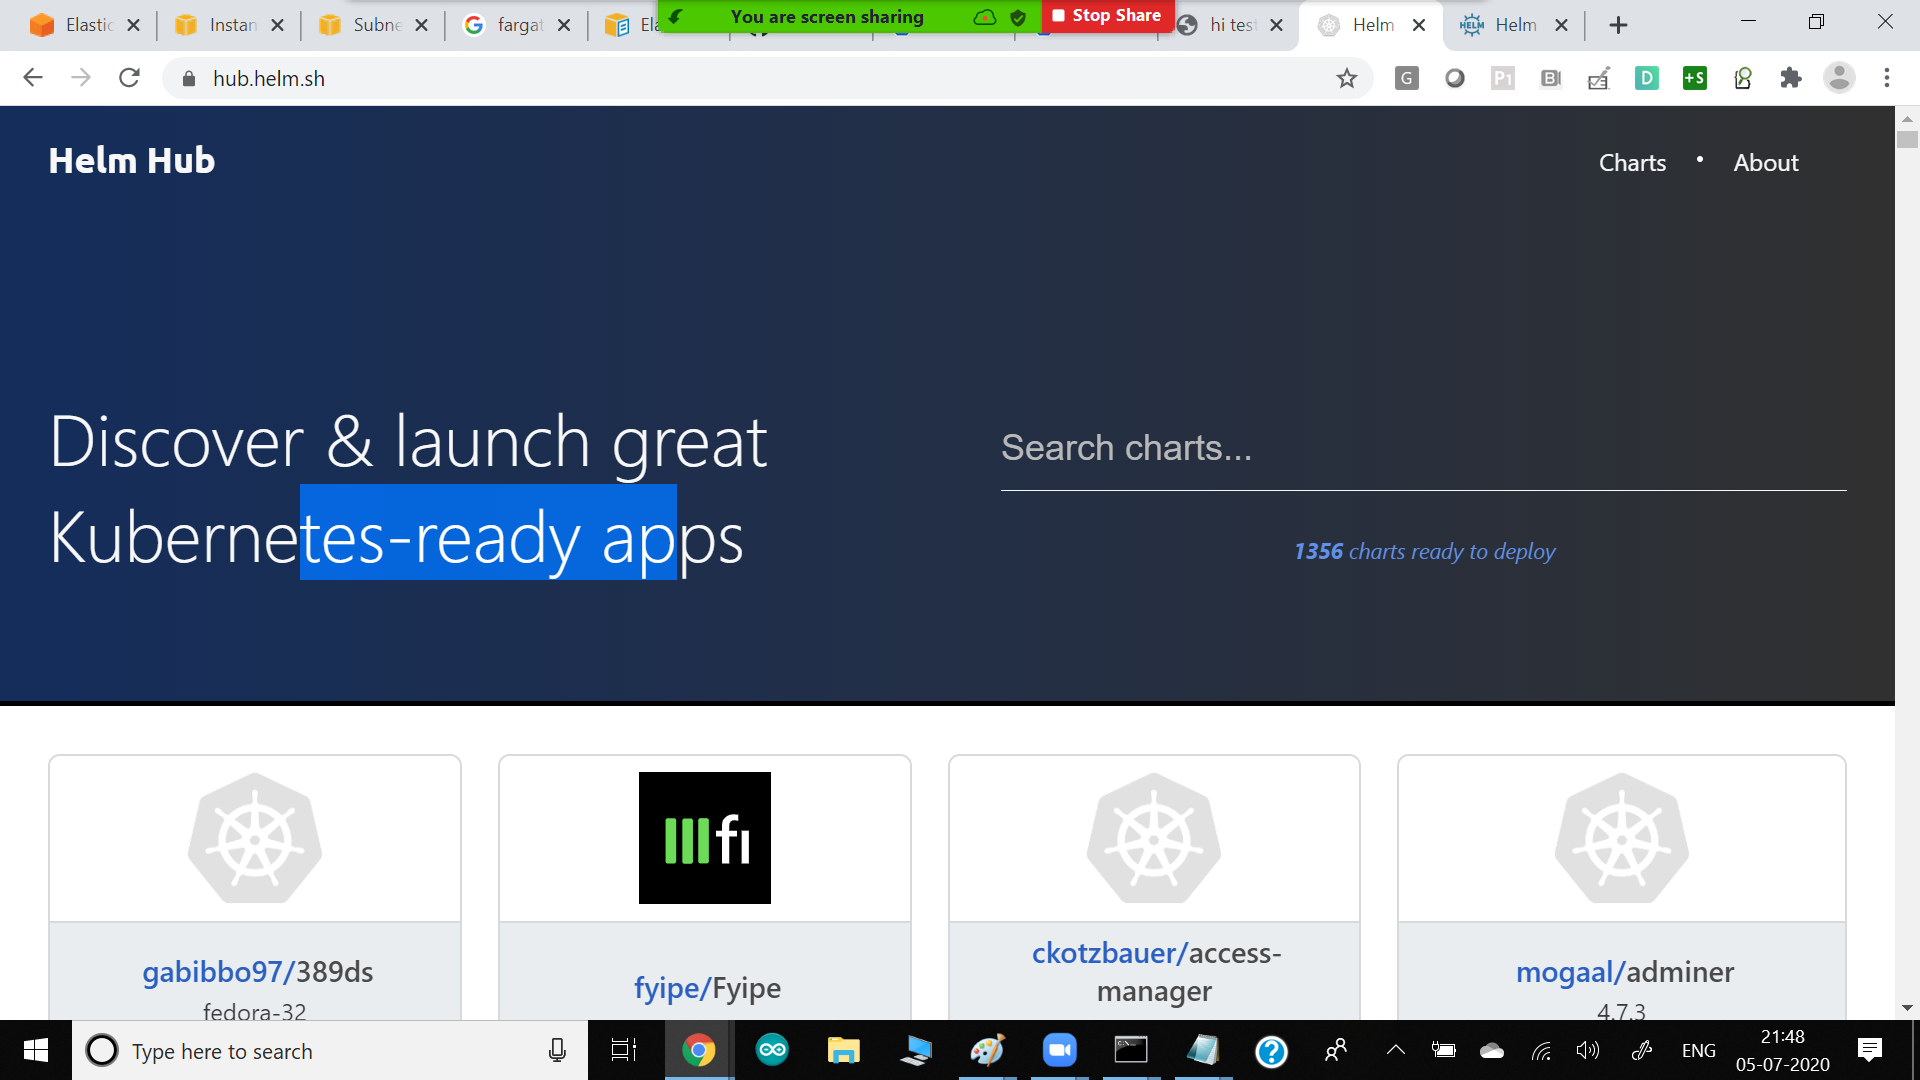 Elastic
Instan
Subne
fargat
Ela
You are screen sharing
Stop Share
hi test
Helm
HELM
Helm
hub.helm.sh
G
P1
B
D
+S
Helm Hub
Charts • About
Discover & launch great
Kubernetes-ready apps
Search charts...
1356 charts ready to deploy
fi
gabibbo97/389ds
fedora-32
fyipe/Fyipe
ckotzbauer/access-
manager
mogaal/adminer
4.7.3
Type here to search
ENG
21:48
05-07-2020